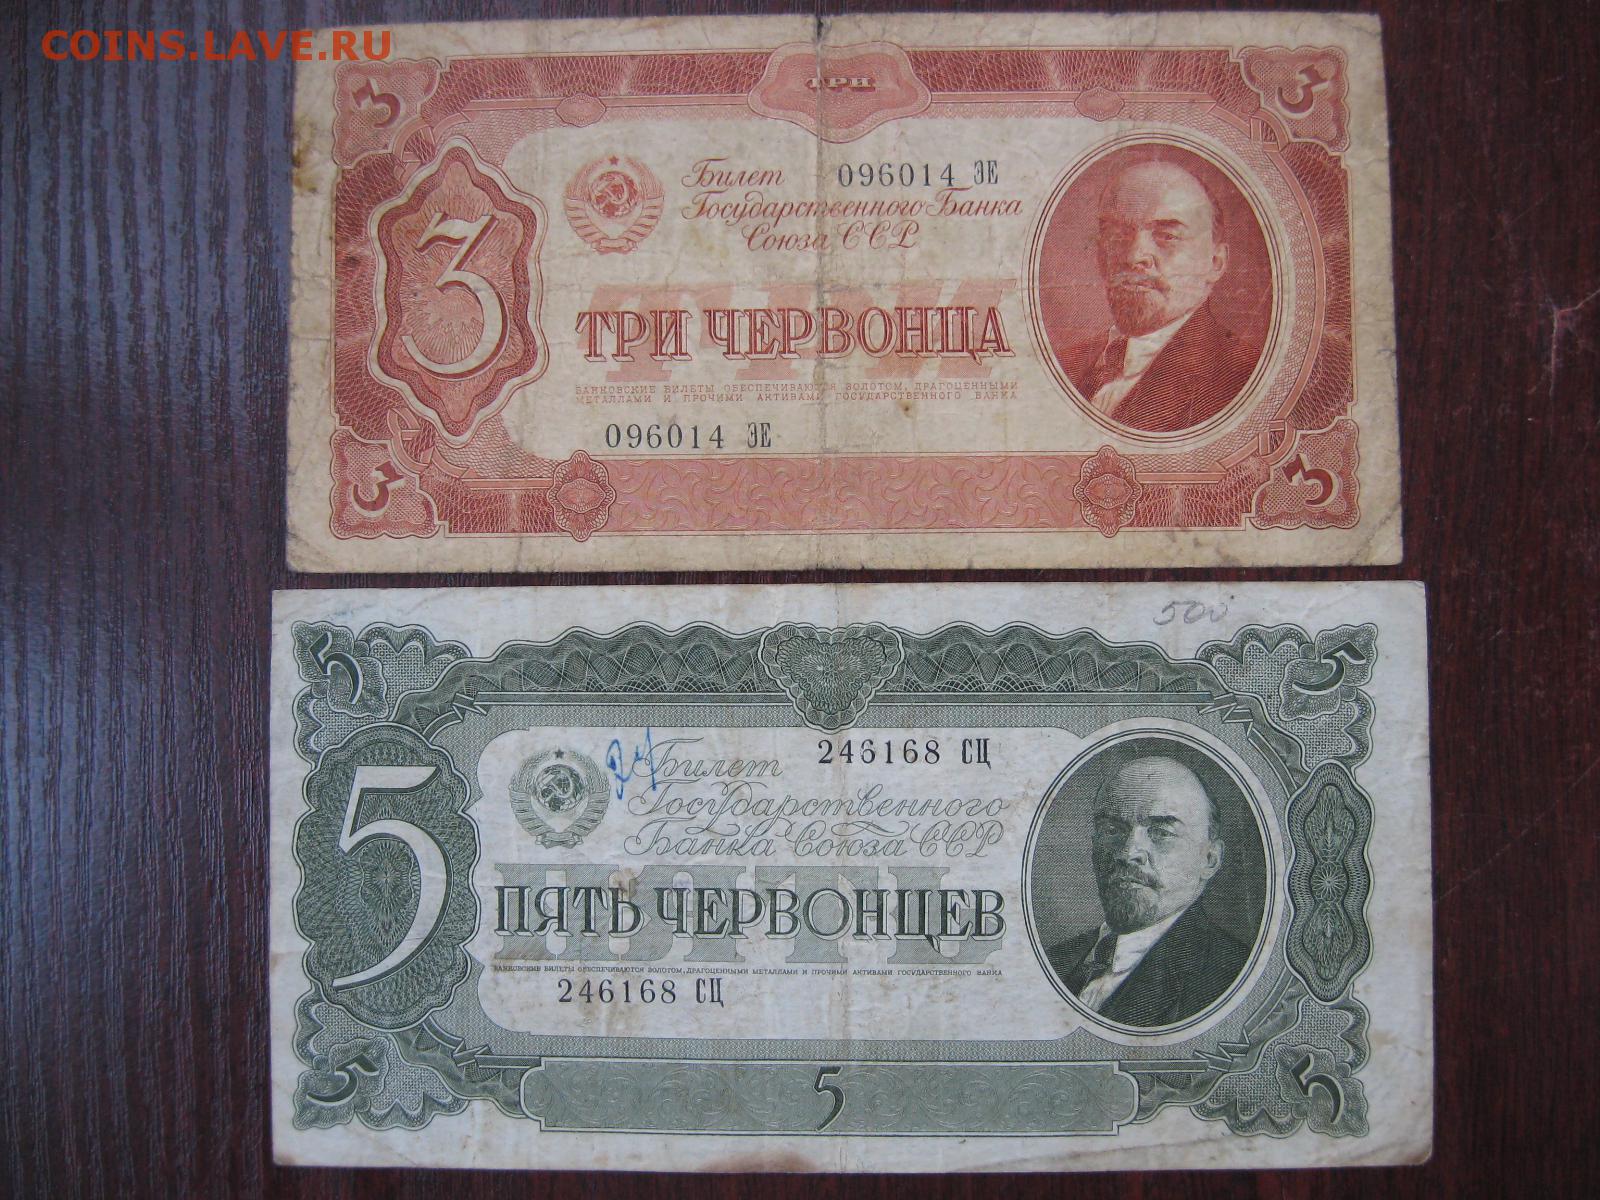 COINS.LAVE.RU
3
ТРИ
3
Билет 096014 ЭЕ
Государственного Банка
Союза ССР
3
ТРИ
ТРИ ЧЕРВОНЦА
БАНКОВСКИЕ БИЛЕТЫ ОБЕСПЕЧИВАЮТСЯ ЗОЛОТОМ, ДРАГОЦЕННЫМИ
МЕТАЛЛАМИ И ПРОЧИМИ АКТИВАМИ ГОСУДАРСТВЕННОГО БАНКА
096014 ЭЕ
3
3
500
5
5
24
Билет 246168 СЦ
Государственного
Банка Союза ССР
5
ПЯТЬ
ПЯТЬ ЧЕРВОНЦЕВ
БАНКОВСКИЕ БИЛЕТЫ ОБЕСПЕЧИВАЮТСЯ ЗОЛОТОМ, ДРАГОЦЕННЫМИ МЕТАЛЛАМИ И ПРОЧИМИ АКТИВАМИ ГОСУДАРСТВЕННОГО БАНКА
246168 СЦ
5
5
5